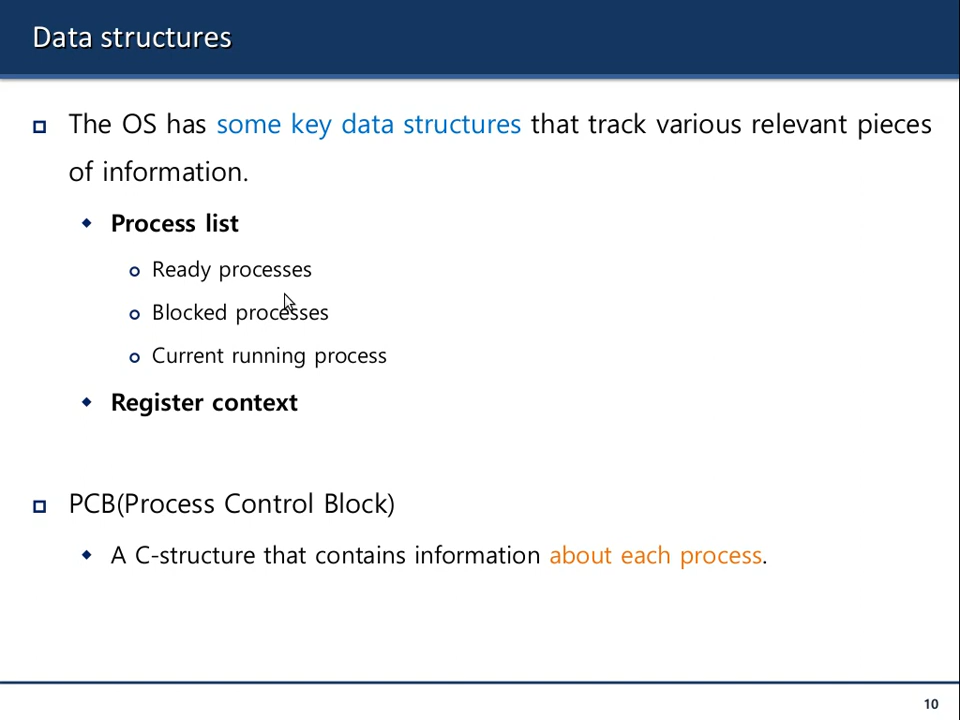 Data structures
The OS has some key data structures that track various relevant pieces
of information.
Process list
Ready processes
Blocked processes
Current running process
Register context
PCB(Process Control Block)
A C-structure that contains information about each process.
10